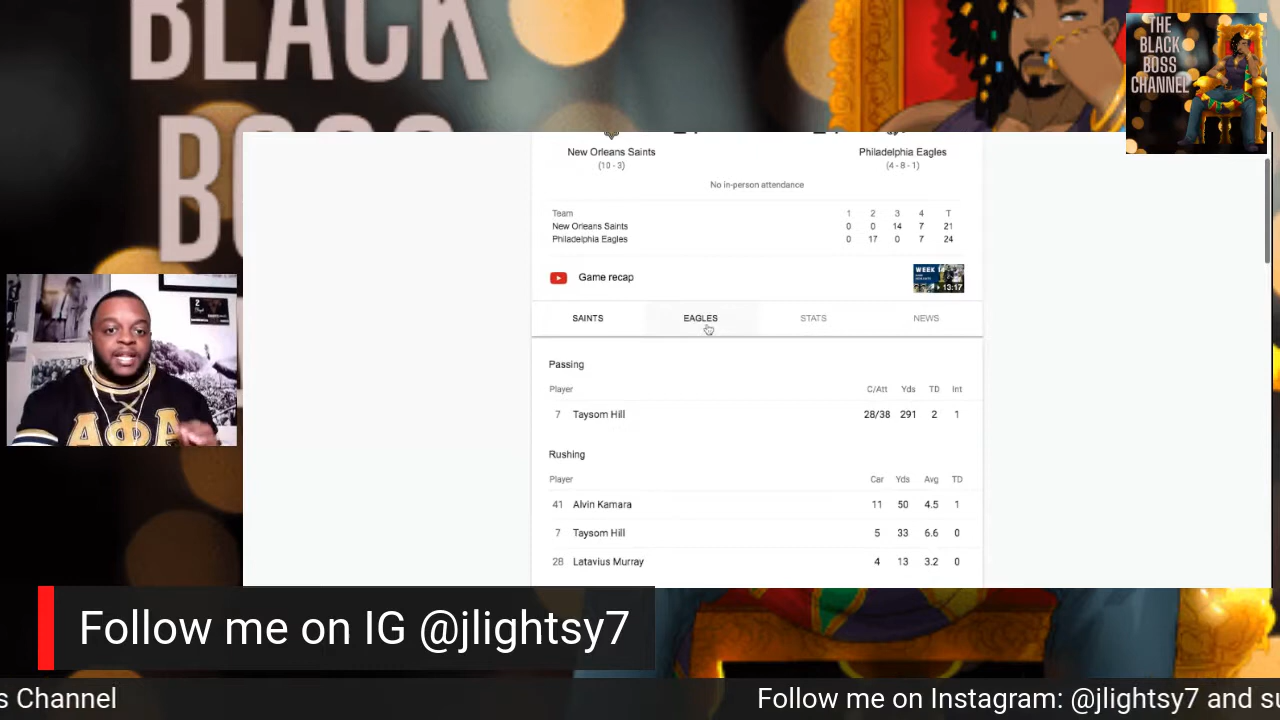 BLACK
BOSS
THE
BLACK
BOSS
CHANNEL
New Orleans Saints
(10 - 3)
Philadelphia Eagles
(4 - 8 - 1)
No in-person attendance
Team 1 2 3 4 T
New Orleans Saints 0 0 14 7 21
Philadelphia Eagles 0 17 0 7 24
Game recap
WEEK 14
13:17
SAINTS EAGLES STATS NEWS
Passing
Player C/Att Yds TD Int
7 Taysom Hill 28/38 291 2 1
Rushing
Player Car Yds Avg TD
41 Alvin Kamara 11 50 4.5 1
7 Taysom Hill 5 33 6.6 0
28 Latavius Murray 4 13 3.2 0
ΑΦΑ
2
Follow me on IG @jlightsy7
s Channel
Follow me on Instagram: @jlightsy7 and su